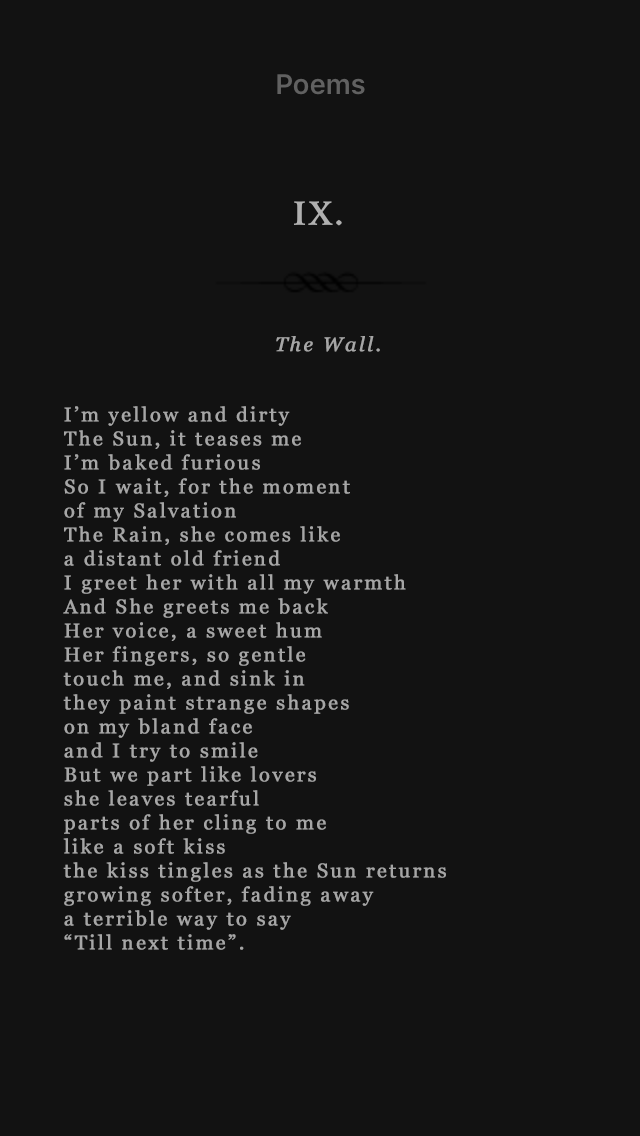 Poems
IX.
The Wall.
I’m yellow and dirty
The Sun, it teases me
I’m baked furious
So I wait, for the moment
of my Salvation
The Rain, she comes like
a distant old friend
I greet her with all my warmth
And She greets me back
Her voice, a sweet hum
Her fingers, so gentle
touch me, and sink in
they paint strange shapes
on my bland face
and I try to smile
But we part like lovers
she leaves tearful
parts of her cling to me
like a soft kiss
the kiss tingles as the Sun returns
growing softer, fading away
a terrible way to say
“Till next time”.